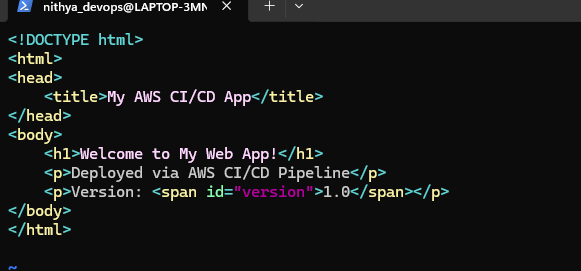 nithya_devops@LAPTOP-3MN
<!DOCTYPE html>
<html>
<head>
    <title>My AWS CI/CD App</title>
</head>
<body>
    <h1>Welcome to My Web App!</h1>
    <p>Deployed via AWS CI/CD Pipeline</p>
    <p>Version: <span id="version">1.0</span></p>
</body>
</html>
~